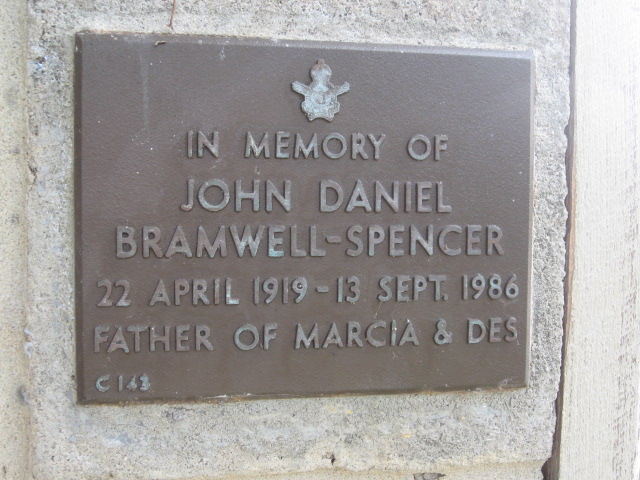 IN MEMORY OF
JOHN DANIEL
BRAMWELL-SPENCER
22 APRIL 1919 - 13 SEPT. 1986
FATHER OF MARCIA & DES
C 143